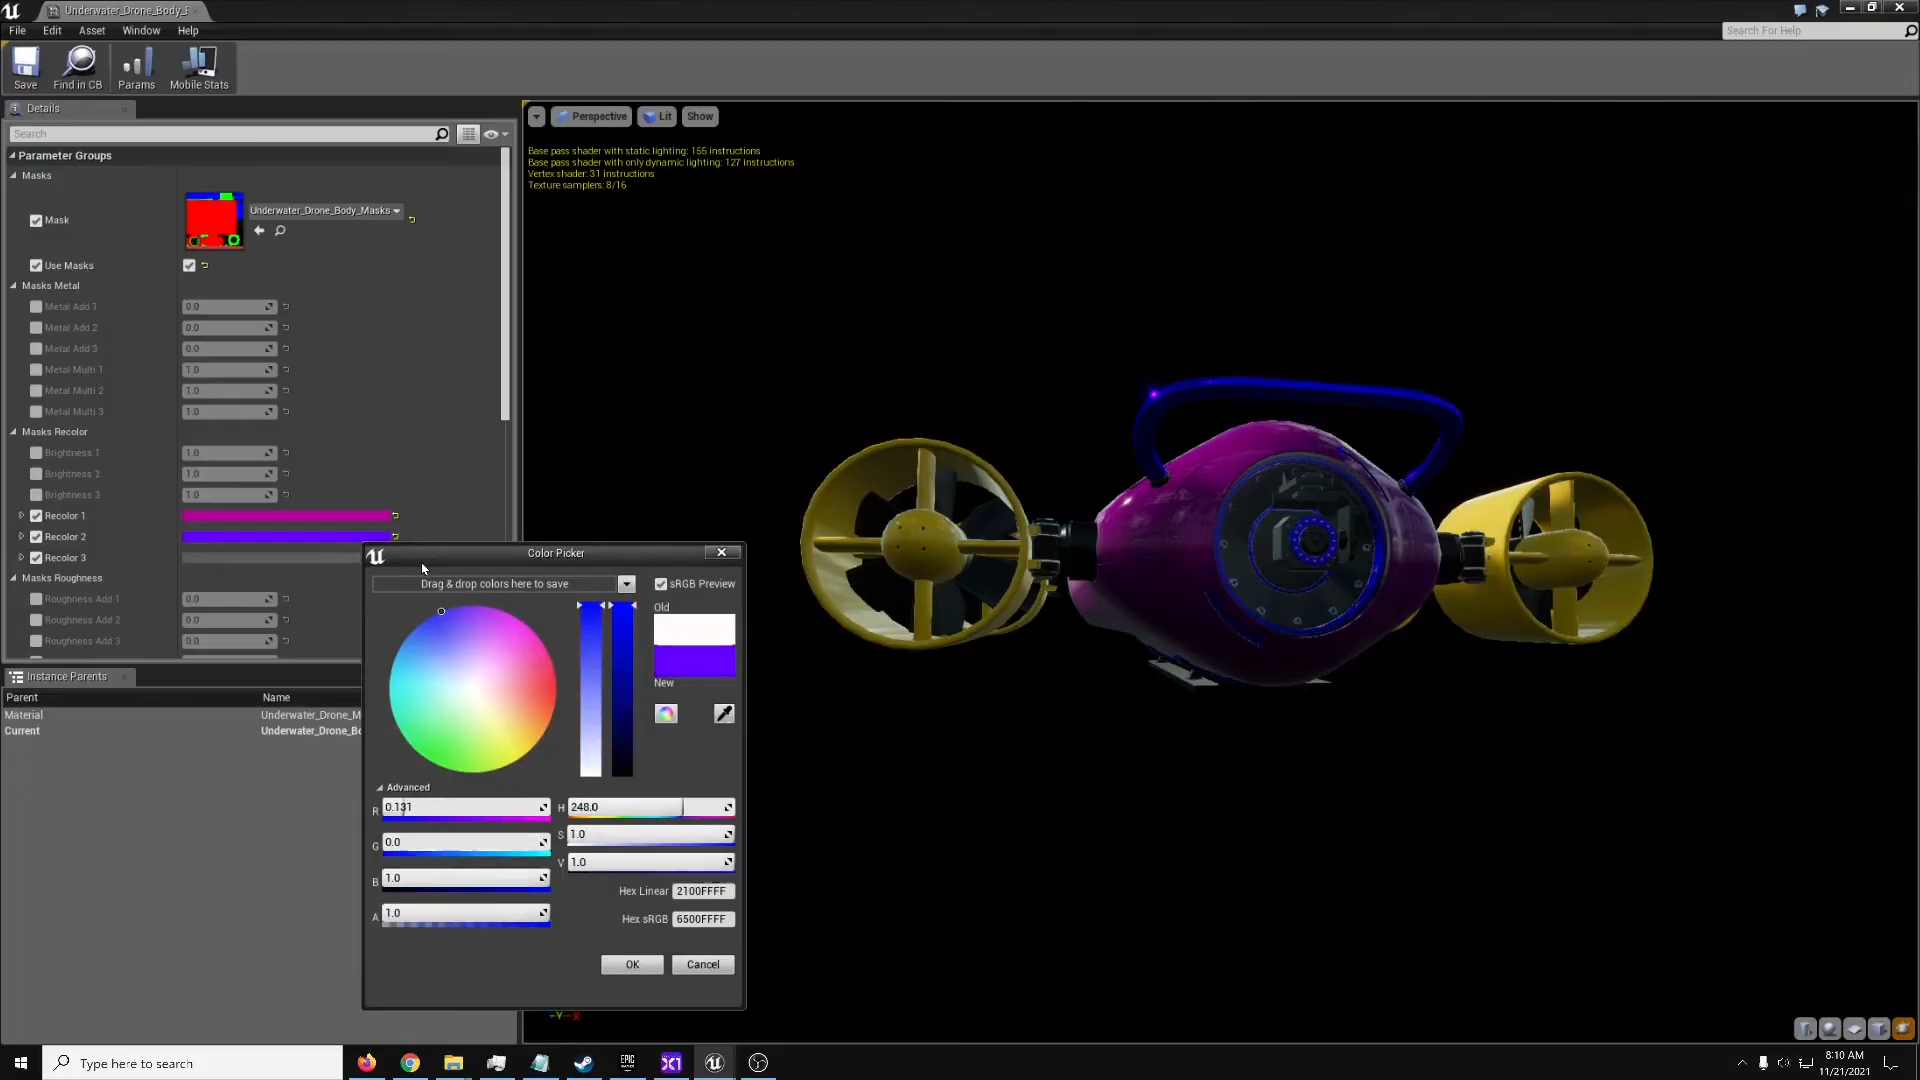 Underwater_Drone_Body_
File Edit Asset Window Help
Search For Help
Save Find in CB Params Mobile Stats
Details
Search
Perspective Lit Show
Base pass shader with static lighting: 155 instructions
Base pass shader with only dynamic lighting: 127 instructions
Vertex shader: 31 instructions
Texture samplers: 8/16
Parameter Groups
Masks
Mask Underwater_Drone_Body_Masks
Use Masks
Masks Metal
Metal Add 1 0.0
Metal Add 2 0.0
Metal Add 3 0.0
Metal Multi 1 1.0
Metal Multi 2 1.0
Metal Multi 3 1.0
Masks Recolor
Brightness 1 1.0
Brightness 2 1.0
Brightness 3 1.0
Recolor 1
Recolor 2
Recolor 3
Masks Roughness
Roughness Add 1 0.0
Roughness Add 2 0.0
Roughness Add 3 0.0
Instance Parents
Parent Name
Material Underwater_Drone_M
Current Underwater_Drone_Bo
Color Picker
Drag & drop colors here to save
sRGB Preview
Old
New
Advanced
R 0.131 H 248.0
G 0.0 S 1.0
B 1.0 V 1.0
A 1.0
Hex Linear 2100FFFF
Hex sRGB 6500FFFF
OK Cancel
-Y -X
Type here to search
EPIC GAMES
8:10 AM
11/21/2021